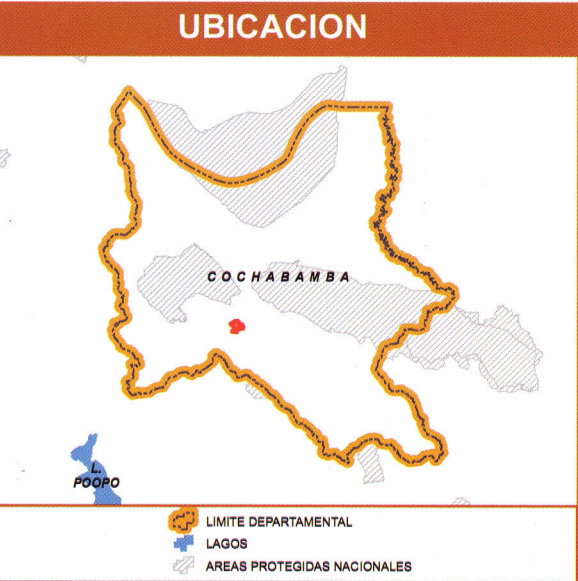 UBICACION
COCHABAMBA
L.
POOPO
LIMITE DEPARTAMENTAL
LAGOS
AREAS PROTEGIDAS NACIONALES